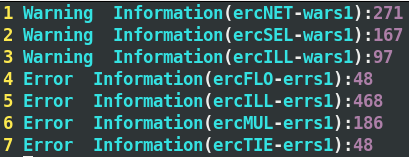 1 Warning  Information(ercNET-wars1):271
2 Warning  Information(ercSEL-wars1):167
3 Warning  Information(ercILL-wars1):97
4 Error  Information(ercFLO-errs1):48
5 Error  Information(ercILL-errs1):468
6 Error  Information(ercMUL-errs1):186
7 Error  Information(ercTIE-errs1):48